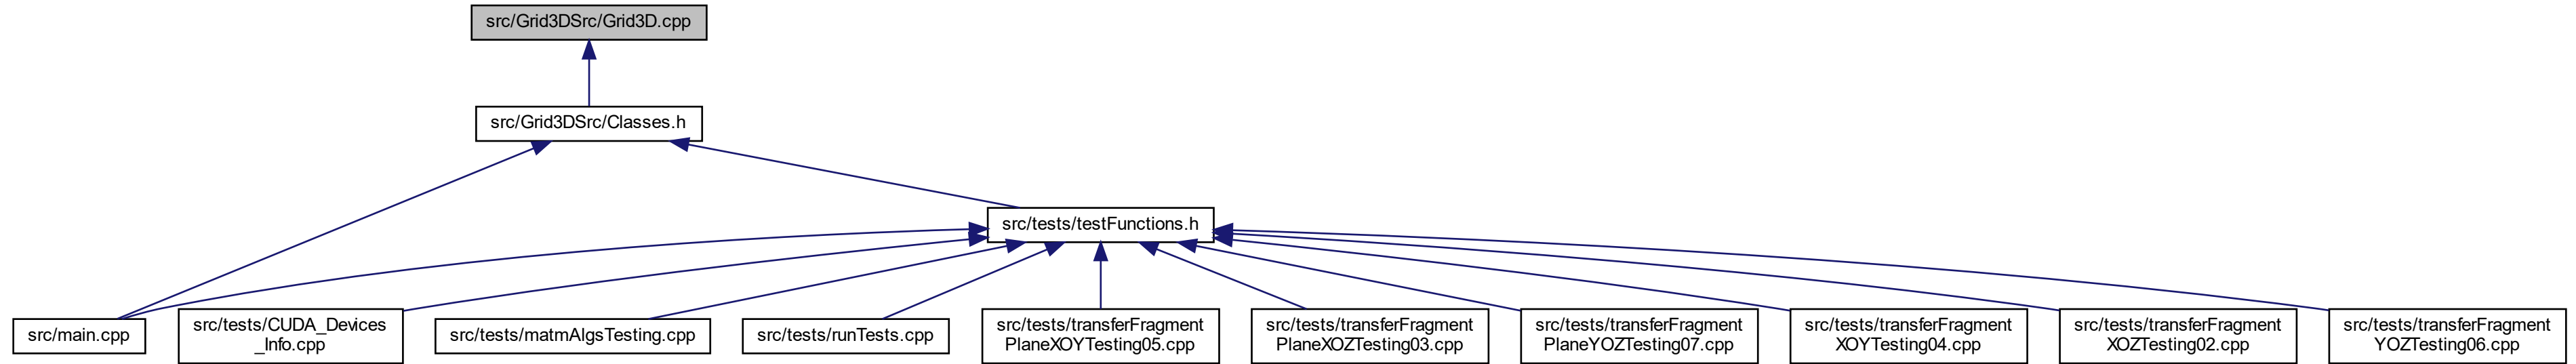 src/Grid3DSrc/Grid3D.cpp
src/Grid3DSrc/Classes.h
src/tests/testFunctions.h
src/main.cpp
src/tests/CUDA_Devices
_Info.cpp
src/tests/matmAlgsTesting.cpp
src/tests/runTests.cpp
src/tests/transferFragment
PlaneXOYTesting05.cpp
src/tests/transferFragment
PlaneXOZTesting03.cpp
src/tests/transferFragment
PlaneYOZTesting07.cpp
src/tests/transferFragment
XOYTesting04.cpp
src/tests/transferFragment
XOZTesting02.cpp
src/tests/transferFragment
YOZTesting06.cpp